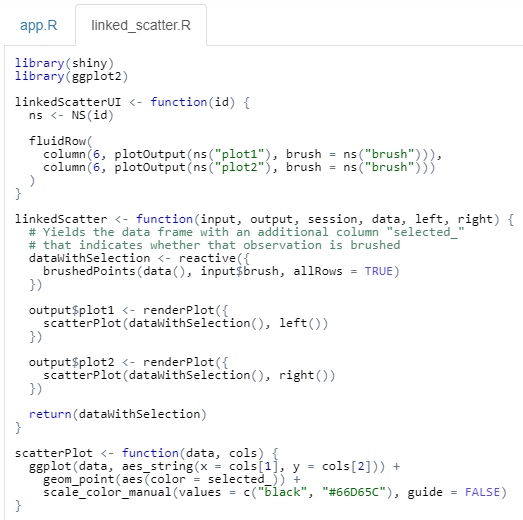 app.R
linked_scatter.R
library(shiny)
library(ggplot2)
linkedScatterUI <- function(id) {
  ns <- NS(id)
  fluidRow(
    column(6, plotOutput(ns("plot1"), brush = ns("brush"))),
    column(6, plotOutput(ns("plot2"), brush = ns("brush")))
  )
}
linkedScatter <- function(input, output, session, data, left, right) {
  # Yields the data frame with an additional column "selected_"
  # that indicates whether that observation is brushed
  dataWithSelection <- reactive({
    brushedPoints(data(), input$brush, allRows = TRUE)
  })
  output$plot1 <- renderPlot({
    scatterPlot(dataWithSelection(), left())
  })
  output$plot2 <- renderPlot({
    scatterPlot(dataWithSelection(), right())
  })
  return(dataWithSelection)
}
scatterPlot <- function(data, cols) {
  ggplot(data, aes_string(x = cols[1], y = cols[2])) +
    geom_point(aes(color = selected_)) +
    scale_color_manual(values = c("black", "#66D65C"), guide = FALSE)
}